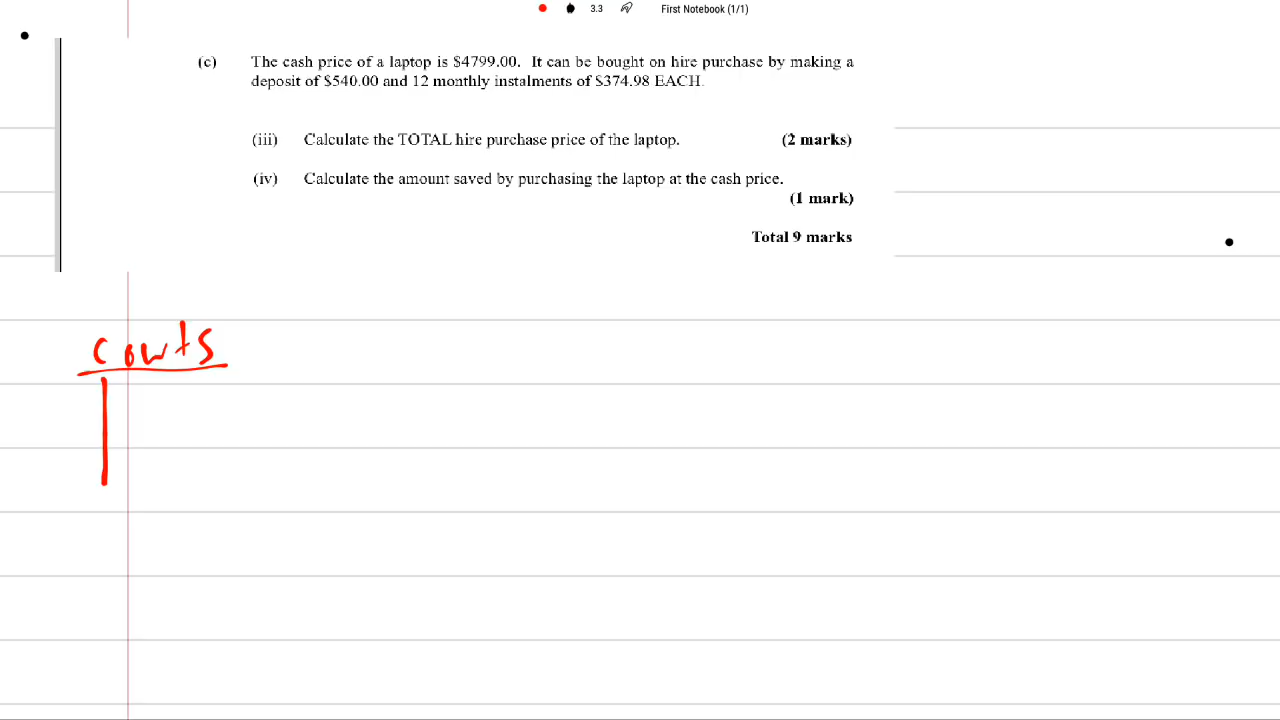 3.3 First Notebook (1/1)
(c) The cash price of a laptop is $4799.00. It can be bought on hire purchase by making a
deposit of $540.00 and 12 monthly instalments of $374.98 EACH.
(iii) Calculate the TOTAL hire purchase price of the laptop. (2 marks)
(iv) Calculate the amount saved by purchasing the laptop at the cash price.
(1 mark)
Total 9 marks
cowts